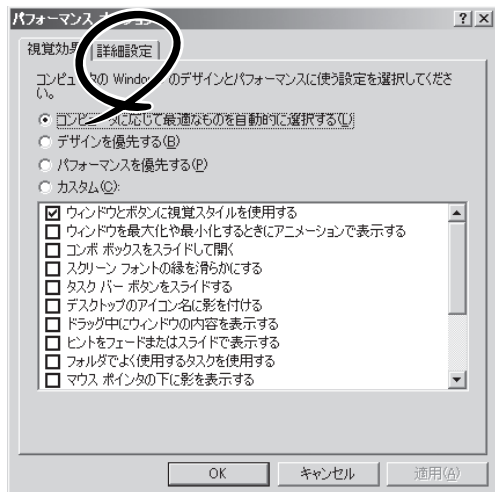 パフォーマンス
視覚効 詳細設定
コンピュ の Windo のデザインとパフォーマンスに使う設定を選択してくださ
い。
に応じて最適なものを自動的に選択する(L)
デザインを優先する(B)
パフォーマンスを優先する(P)
カスタム(C):
ウィンドウとボタンに視覚スタイルを使用する
ウィンドウを最大化や最小化するときにアニメーションで表示する
コンボ ボックスをスライドして開く
スクリーン フォントの縁を滑らかにする
タスク バー ボタンをスライドする
デスクトップのアイコン名に影を付ける
ドラッグ中にウィンドウの内容を表示する
ヒントをフェードまたはスライドで表示する
フォルダでよく使用するタスクを使用する
マウス ポインタの下に影を表示する
OK キャンセル 適用(A)